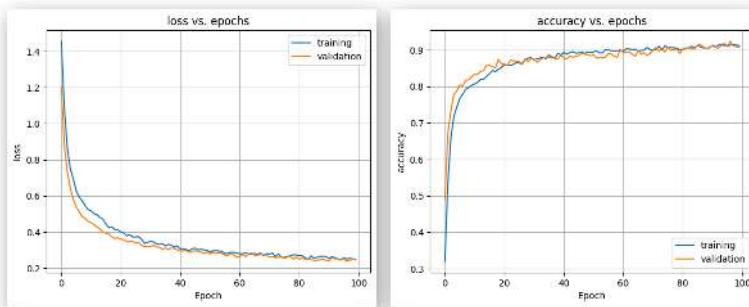 loss vs. epochs
training
validation
1.4
1.2
1.0
0.8
0.6
0.4
0.2
loss
0
20
40
60
80
100
Epoch
accuracy vs. epochs
0.9
0.8
0.7
0.6
0.5
0.4
0.3
accuracy
training
validation
0
20
40
60
80
100
Epoch